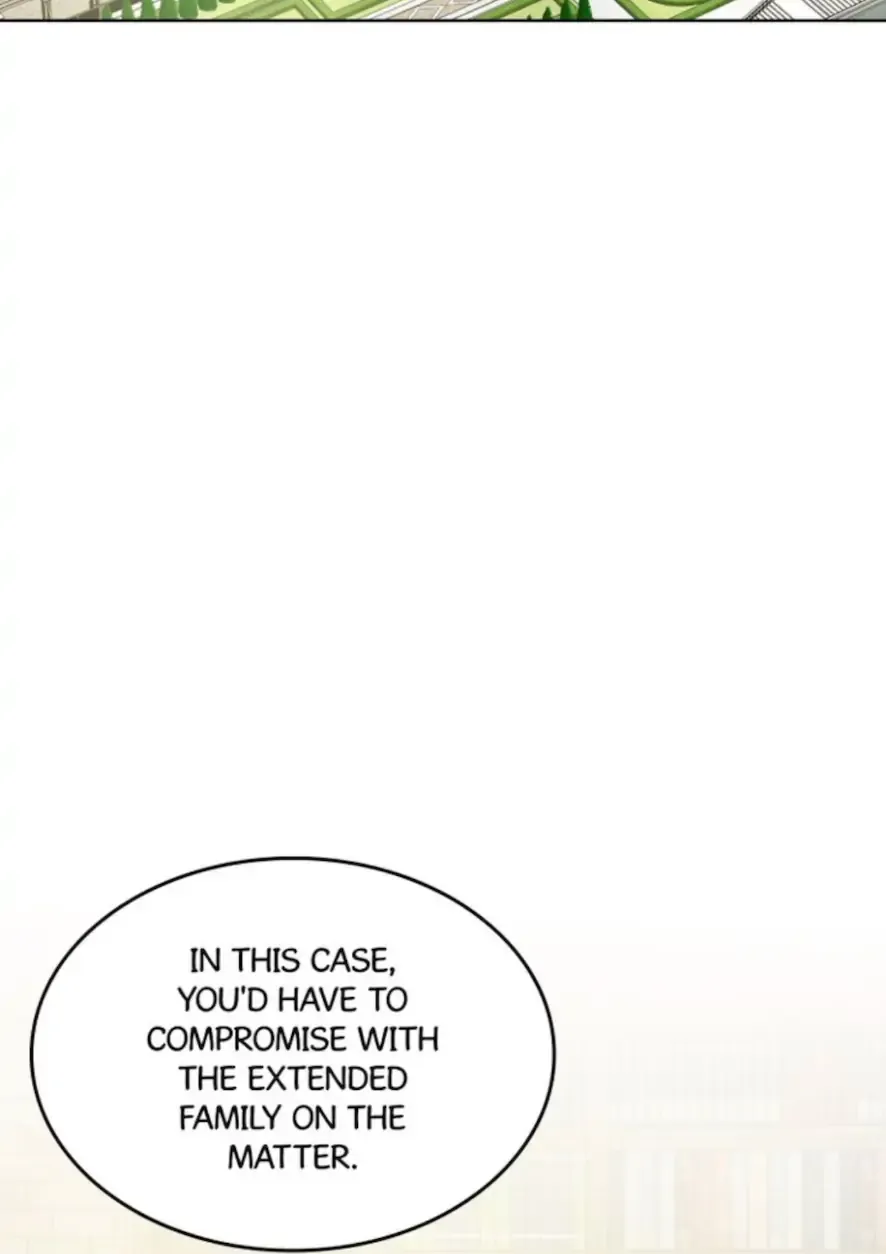 IN THIS CASE,
YOU'D HAVE TO
COMPROMISE WITH
THE EXTENDED
FAMILY ON THE
MATTER.